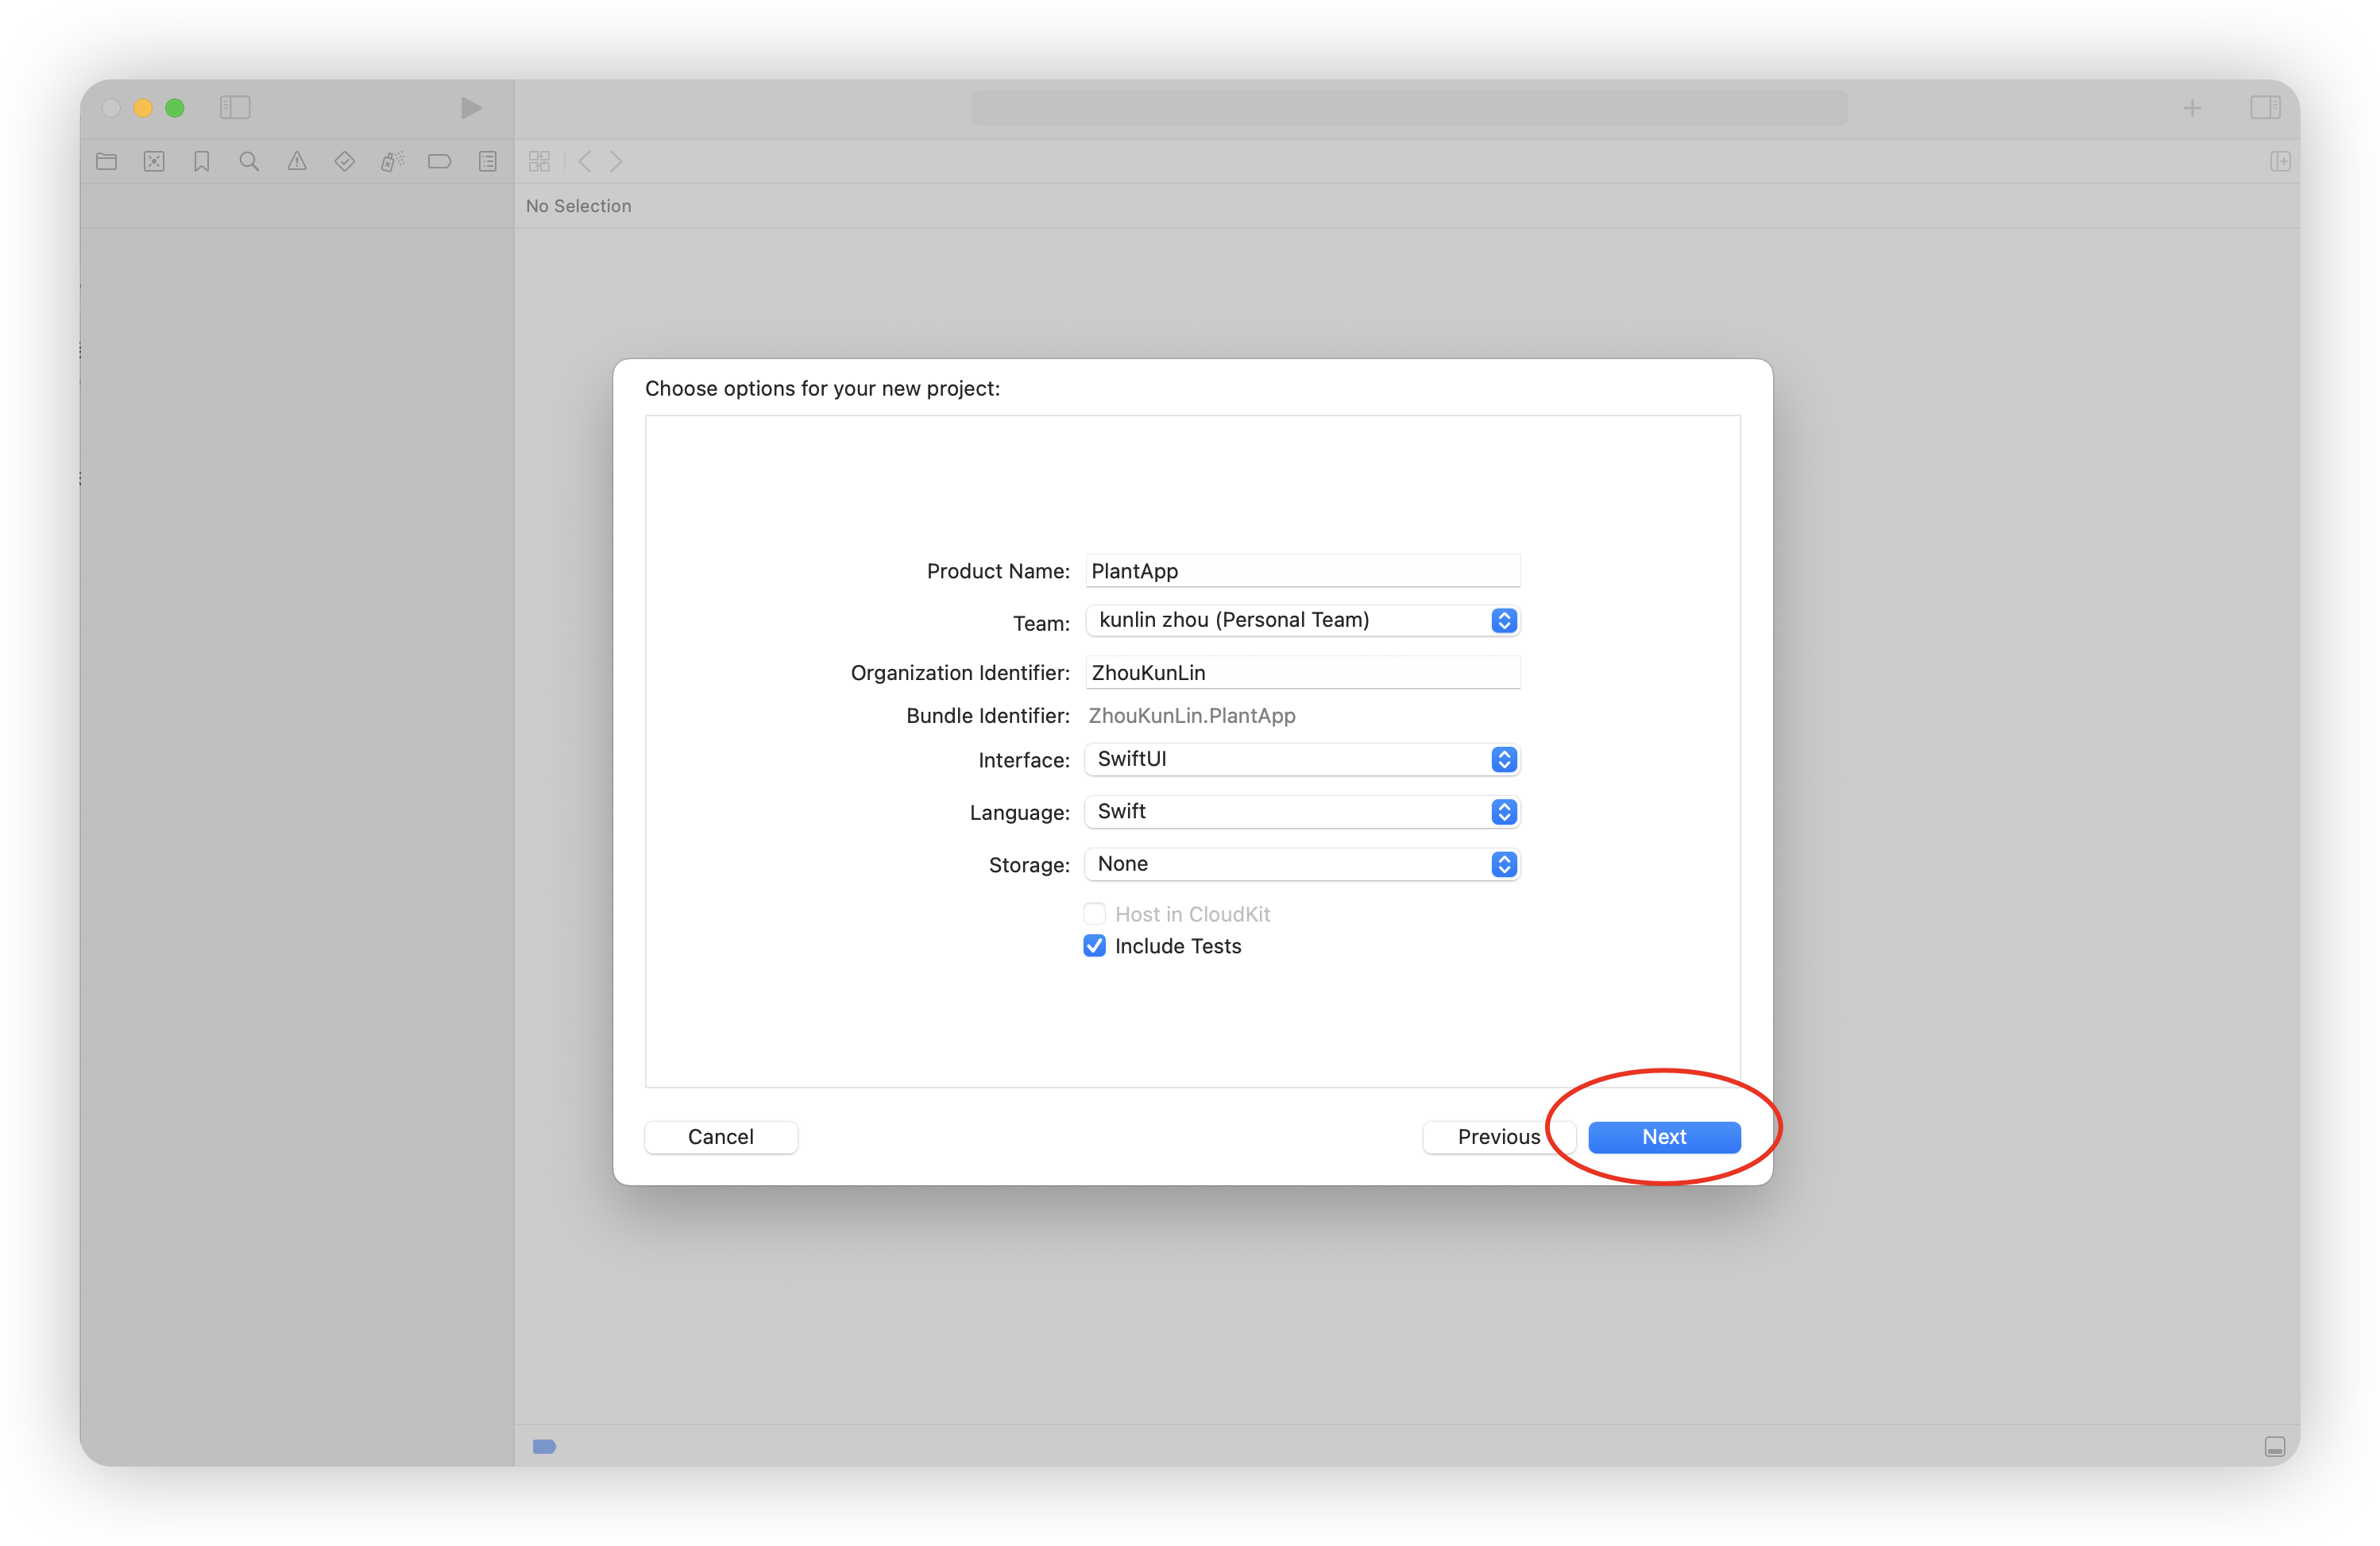 No Selection
Choose options for your new project:
Product Name: PlantApp
Team: kunlin zhou (Personal Team)
Organization Identifier: ZhouKunLin
Bundle Identifier: ZhouKunLin.PlantApp
Interface: SwiftUI
Language: Swift
Storage: None
Host in CloudKit
Include Tests
Cancel Previous Next